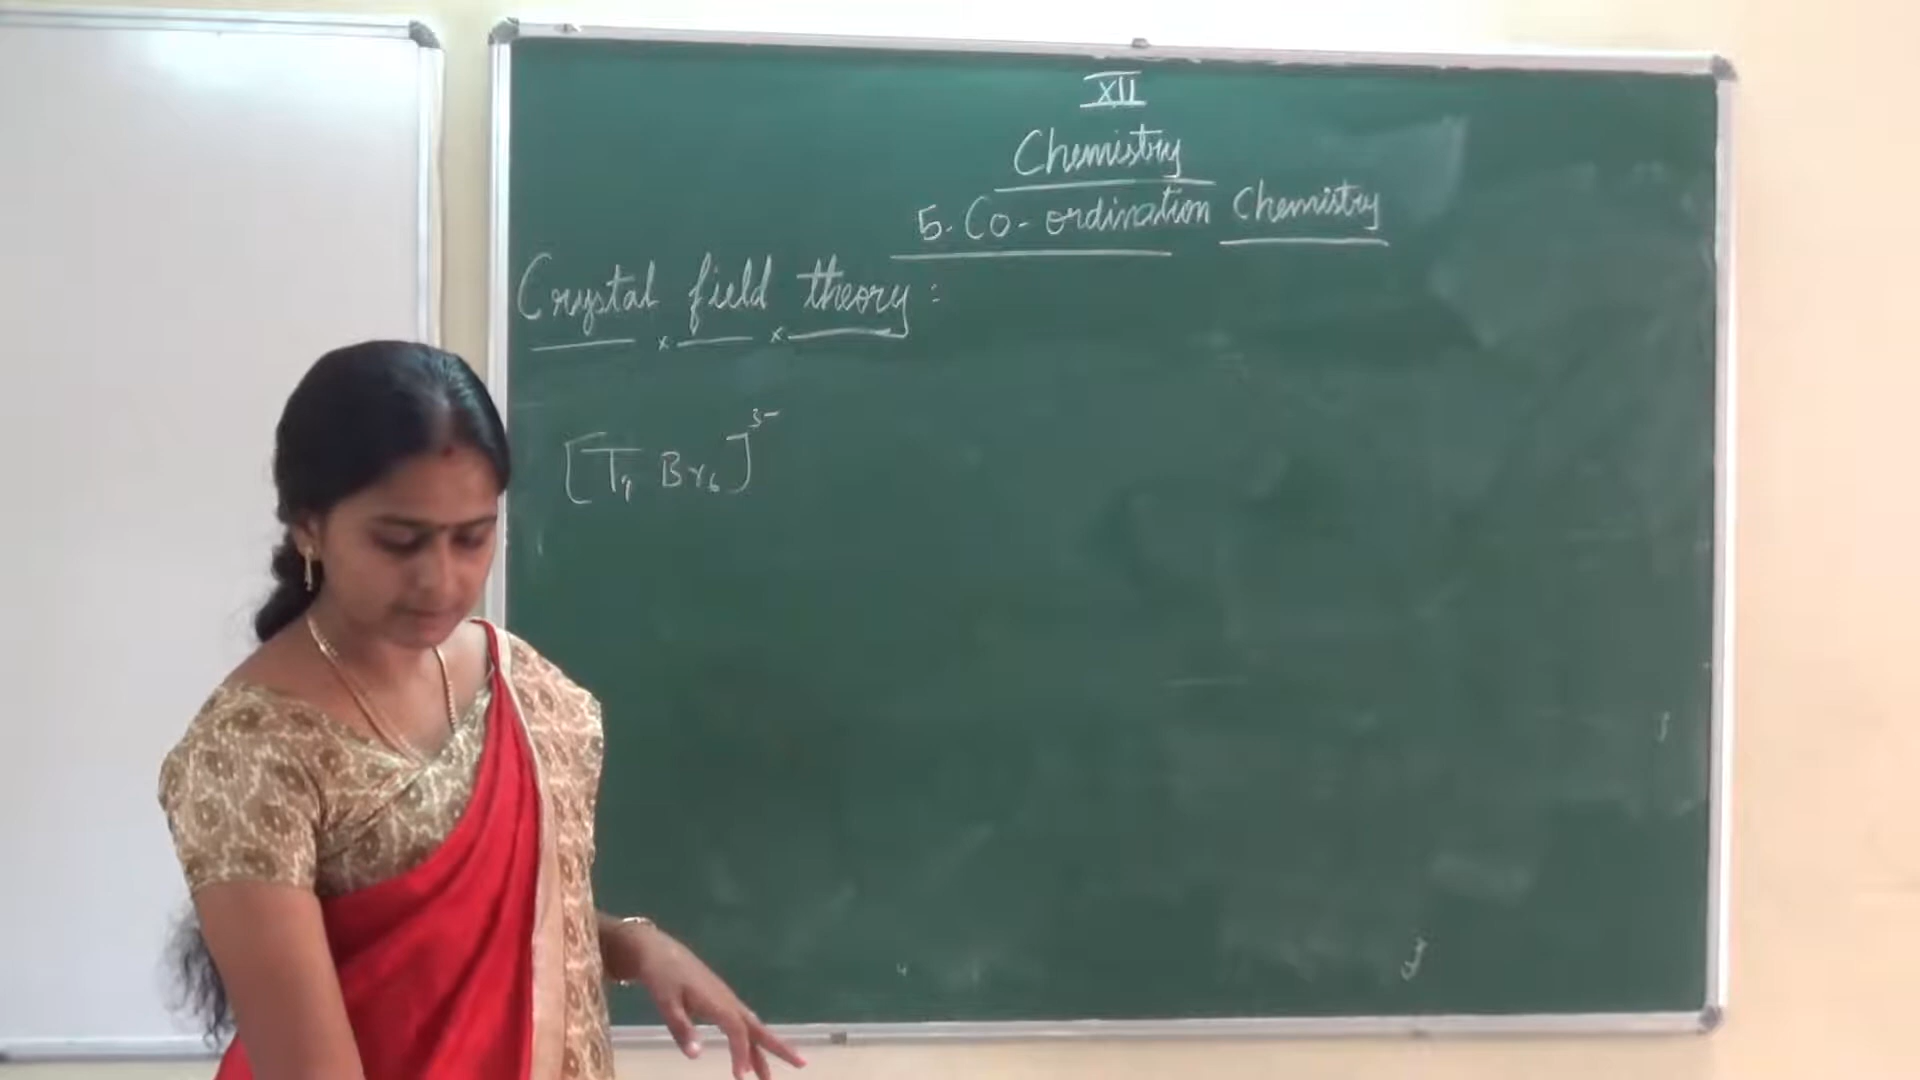 XII
Chemistry
5. Co-ordination Chemistry
Crystal field theory:
[Ti Br₆]³⁻